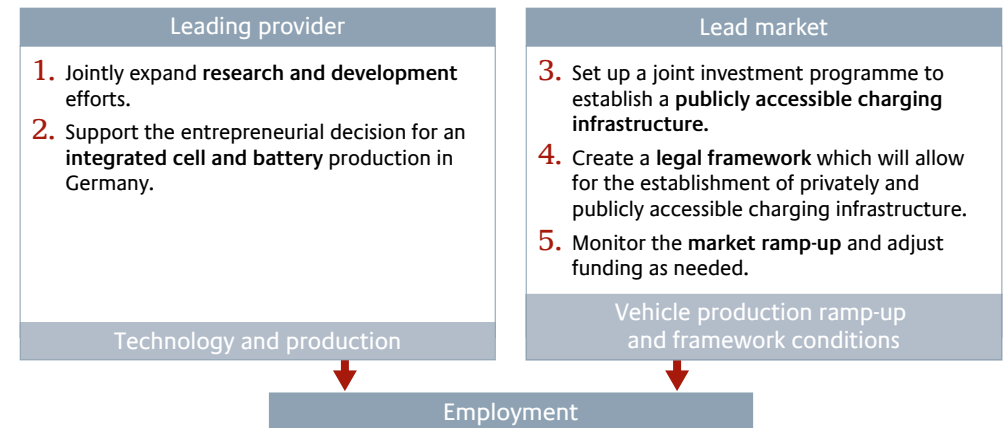 Leading provider
1. Jointly expand research and development
efforts.
2. Support the entrepreneurial decision for an
integrated cell and battery production in
Germany.
Technology and production
Lead market
3. Set up a joint investment programme to
establish a publicly accessible charging
infrastructure.
4. Create a legal framework which will allow
for the establishment of privately and
publicly accessible charging infrastructure.
5. Monitor the market ramp-up and adjust
funding as needed.
Vehicle production ramp-up
and framework conditions
Employment